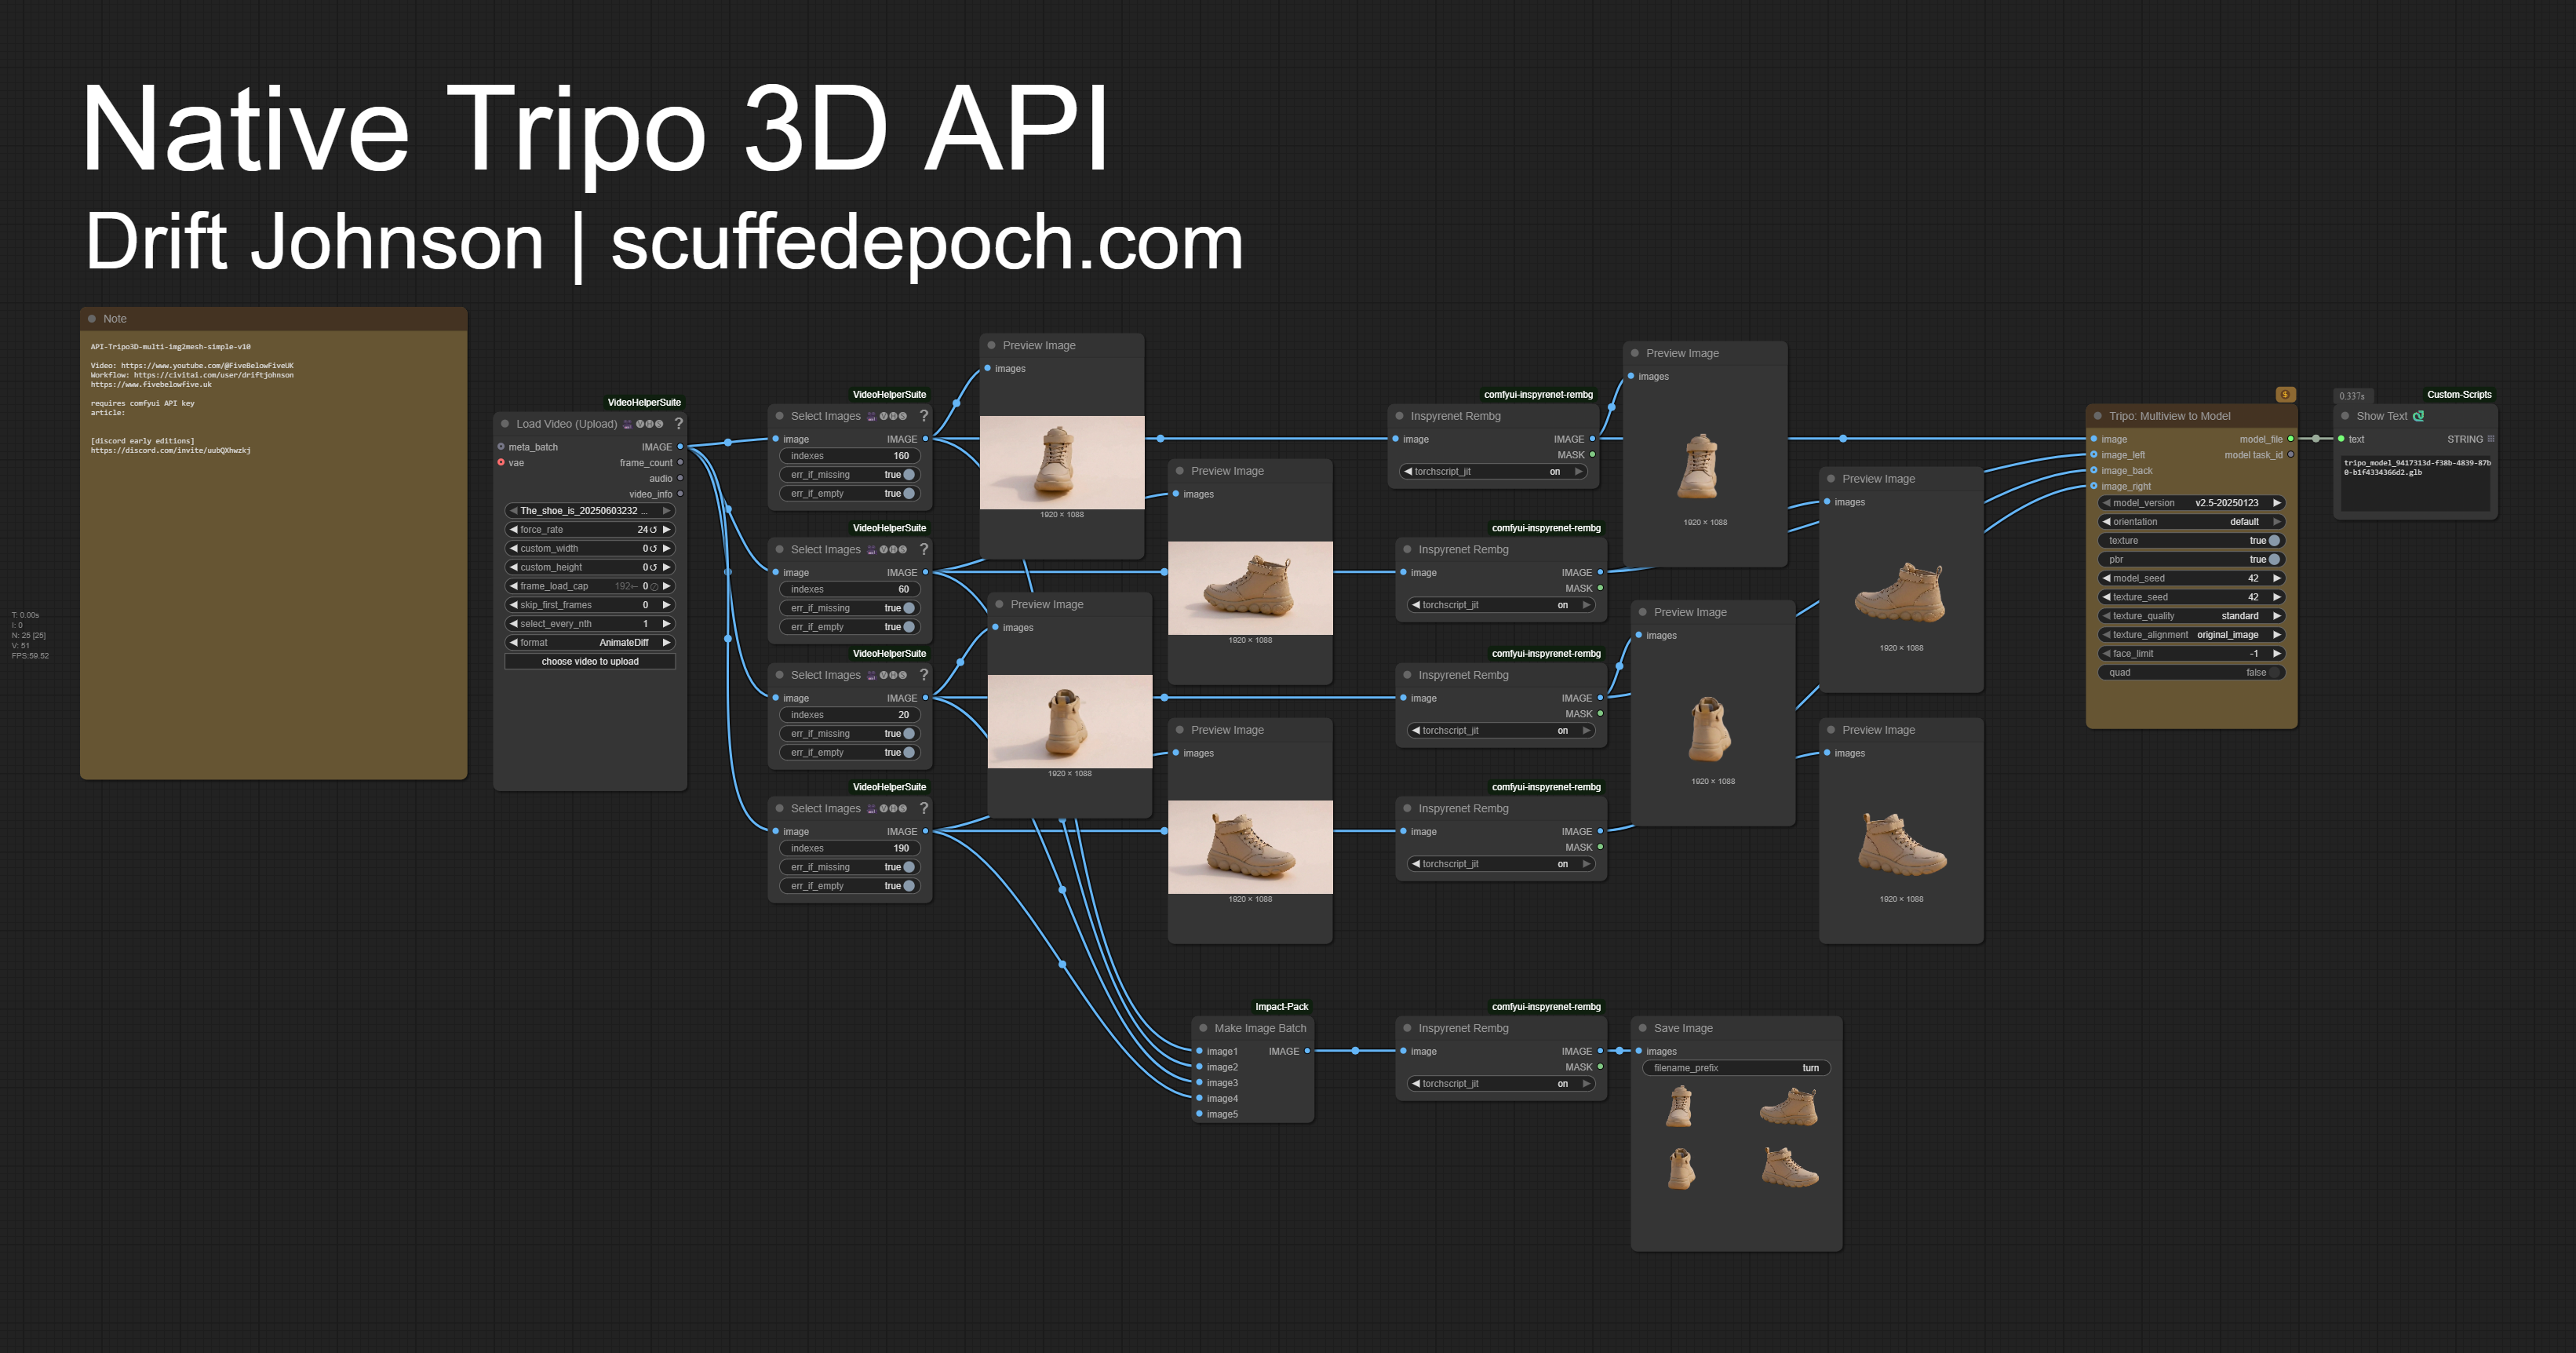 Native Tripo 3D API
Drift Johnson | scuffedepoch.com
Note
API-Tripo3D-multi-img2mesh-simple-v10
Video: https://www.youtube.com/@FiveBelowFiveUK
Workflow: https://civitai.com/user/driftjohnson
https://www.fivebelowfive.uk
requires comfyui API key
article:
[discord early editions]
https://discord.com/invite/uubQXhwzkj
T: 0.00s
I: 0
N: 25 [25]
V: 51
FPS:59.52
VideoHelperSuite
Load Video (Upload) VHS ?
meta_batch IMAGE
vae frame_count
audio
video_info
The_shoe_is_20250603232 ...
force_rate 24
custom_width 0
custom_height 0
frame_load_cap 192← 0
skip_first_frames 0
select_every_nth 1
format AnimateDiff
choose video to upload
VideoHelperSuite
Select Images VHS ?
image IMAGE
indexes 160
err_if_missing true
err_if_empty true
VideoHelperSuite
Select Images VHS ?
image IMAGE
indexes 60
err_if_missing true
err_if_empty true
VideoHelperSuite
Select Images VHS ?
image IMAGE
indexes 20
err_if_missing true
err_if_empty true
VideoHelperSuite
Select Images VHS ?
image IMAGE
indexes 190
err_if_missing true
err_if_empty true
Preview Image
images
1920 × 1088
Preview Image
images
1920 × 1088
Preview Image
images
1920 × 1088
Preview Image
images
1920 × 1088
comfyui-inspyrenet-rembg
Inspyrenet Rembg
image IMAGE
MASK
torchscript_jit on
comfyui-inspyrenet-rembg
Inspyrenet Rembg
image IMAGE
MASK
torchscript_jit on
comfyui-inspyrenet-rembg
Inspyrenet Rembg
image IMAGE
MASK
torchscript_jit on
comfyui-inspyrenet-rembg
Inspyrenet Rembg
image IMAGE
MASK
torchscript_jit on
Preview Image
images
1920 × 1088
Preview Image
images
1920 × 1088
Preview Image
images
1920 × 1088
Preview Image
images
1920 × 1088
Tripo: Multiview to Model
image model_file
image_left model task_id
image_back
image_right
model_version v2.5-20250123
orientation default
texture true
pbr true
model_seed 42
texture_seed 42
texture_quality standard
texture_alignment original_image
face_limit -1
quad false
0.337s Custom-Scripts
Show Text
text STRING
tripo_model_9417313d-f38b-4839-87b
0-b1f4334366d2.glb
Impact-Pack
Make Image Batch
image1 IMAGE
image2
image3
image4
image5
comfyui-inspyrenet-rembg
Inspyrenet Rembg
image IMAGE
MASK
torchscript_jit on
Save Image
images
filename_prefix turn